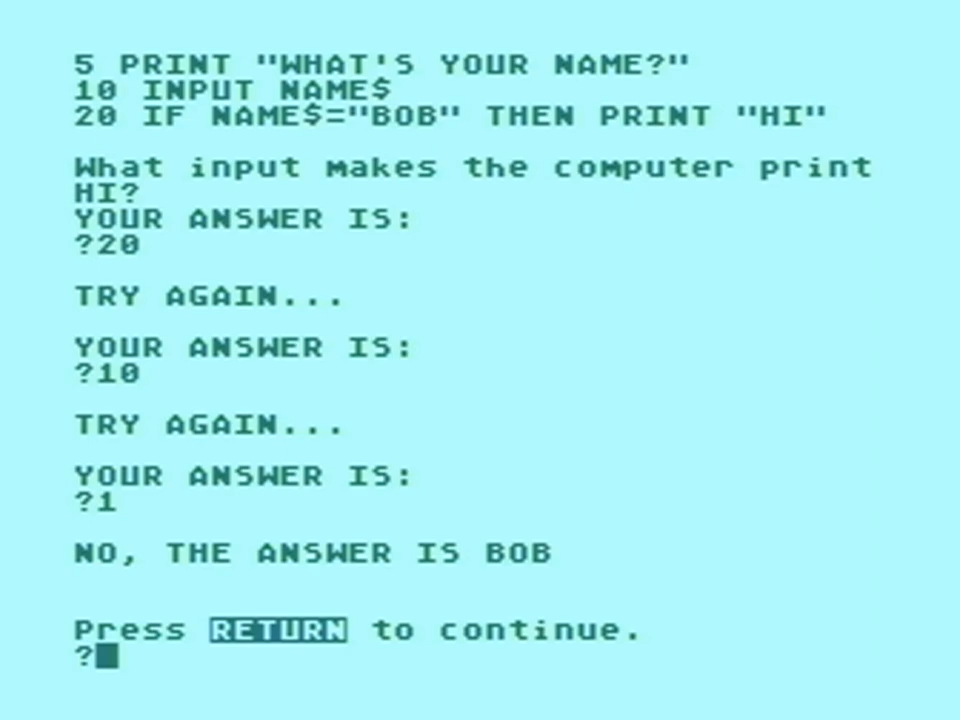 5 PRINT "WHAT'S YOUR NAME?"
10 INPUT NAME$
20 IF NAME$="BOB" THEN PRINT "HI"
What input makes the computer print
HI?
YOUR ANSWER IS:
?20
TRY AGAIN...
YOUR ANSWER IS:
?10
TRY AGAIN...
YOUR ANSWER IS:
?1
NO, THE ANSWER IS BOB
Press RETURN to continue.
?